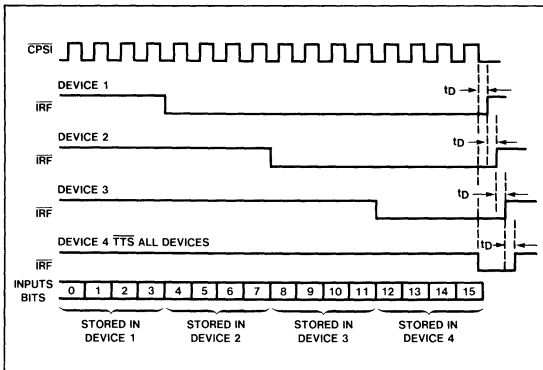 CPSI
DEVICE 1
tD
IRF
DEVICE 2
tD
IRF
DEVICE 3
tD
IRF
DEVICE 4 TTS ALL DEVICES
tD
IRF
INPUTS BITS
0 1 2 3 4 5 6 7 8 9 10 11 12 13 14 15
STORED IN DEVICE 1
STORED IN DEVICE 2
STORED IN DEVICE 3
STORED IN DEVICE 4